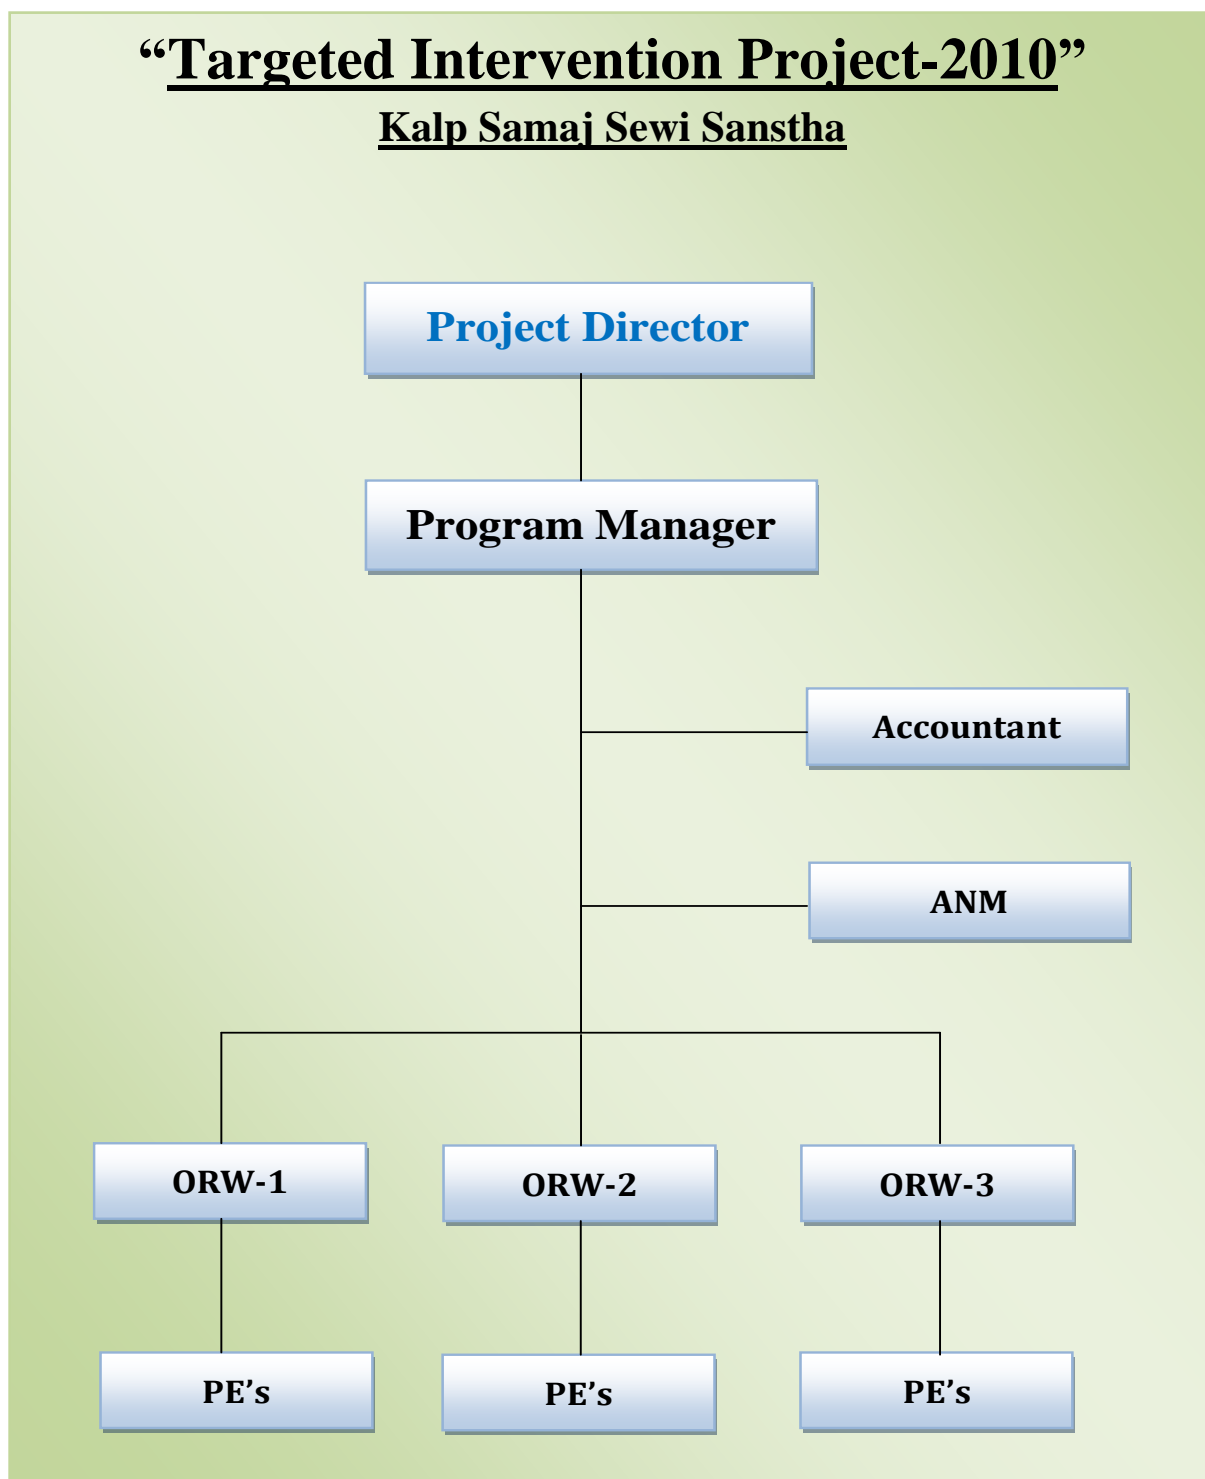 “Targeted Intervention Project-2010”
Kalp Samaj Sewi Sanstha
Project Director
Program Manager
Accountant
ANM
ORW-1
ORW-2
ORW-3
PE’s
PE’s
PE’s